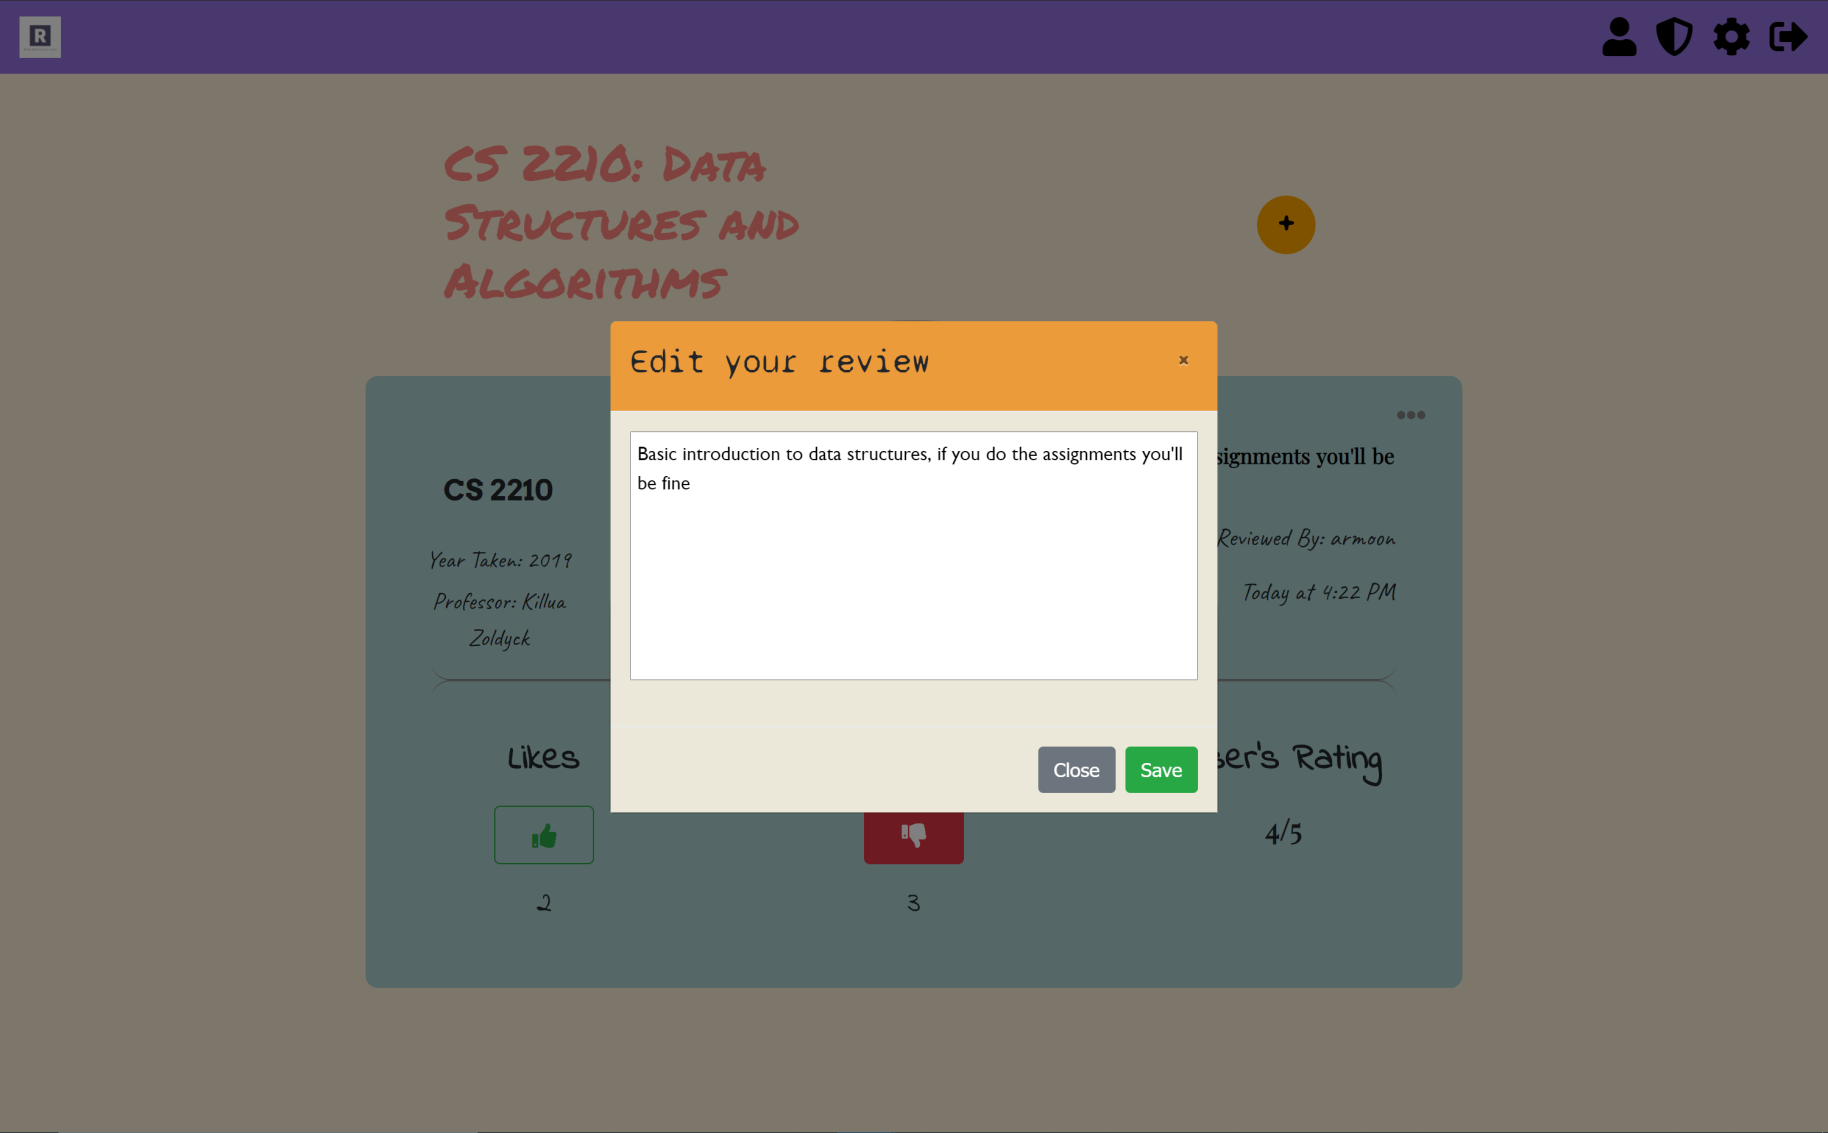 R
CS 2210: Data
Structures and
Algorithms
+
Edit your review
×
Basic introduction to data structures, if you do the assignments you'll
be fine
Close
Save
CS 2210
Year Taken: 2019
Professor: Killua
Zoldyck
you'll be
Reviewed By: armoon
Today at 4:22 PM
Likes
2
3
Rating
4/5